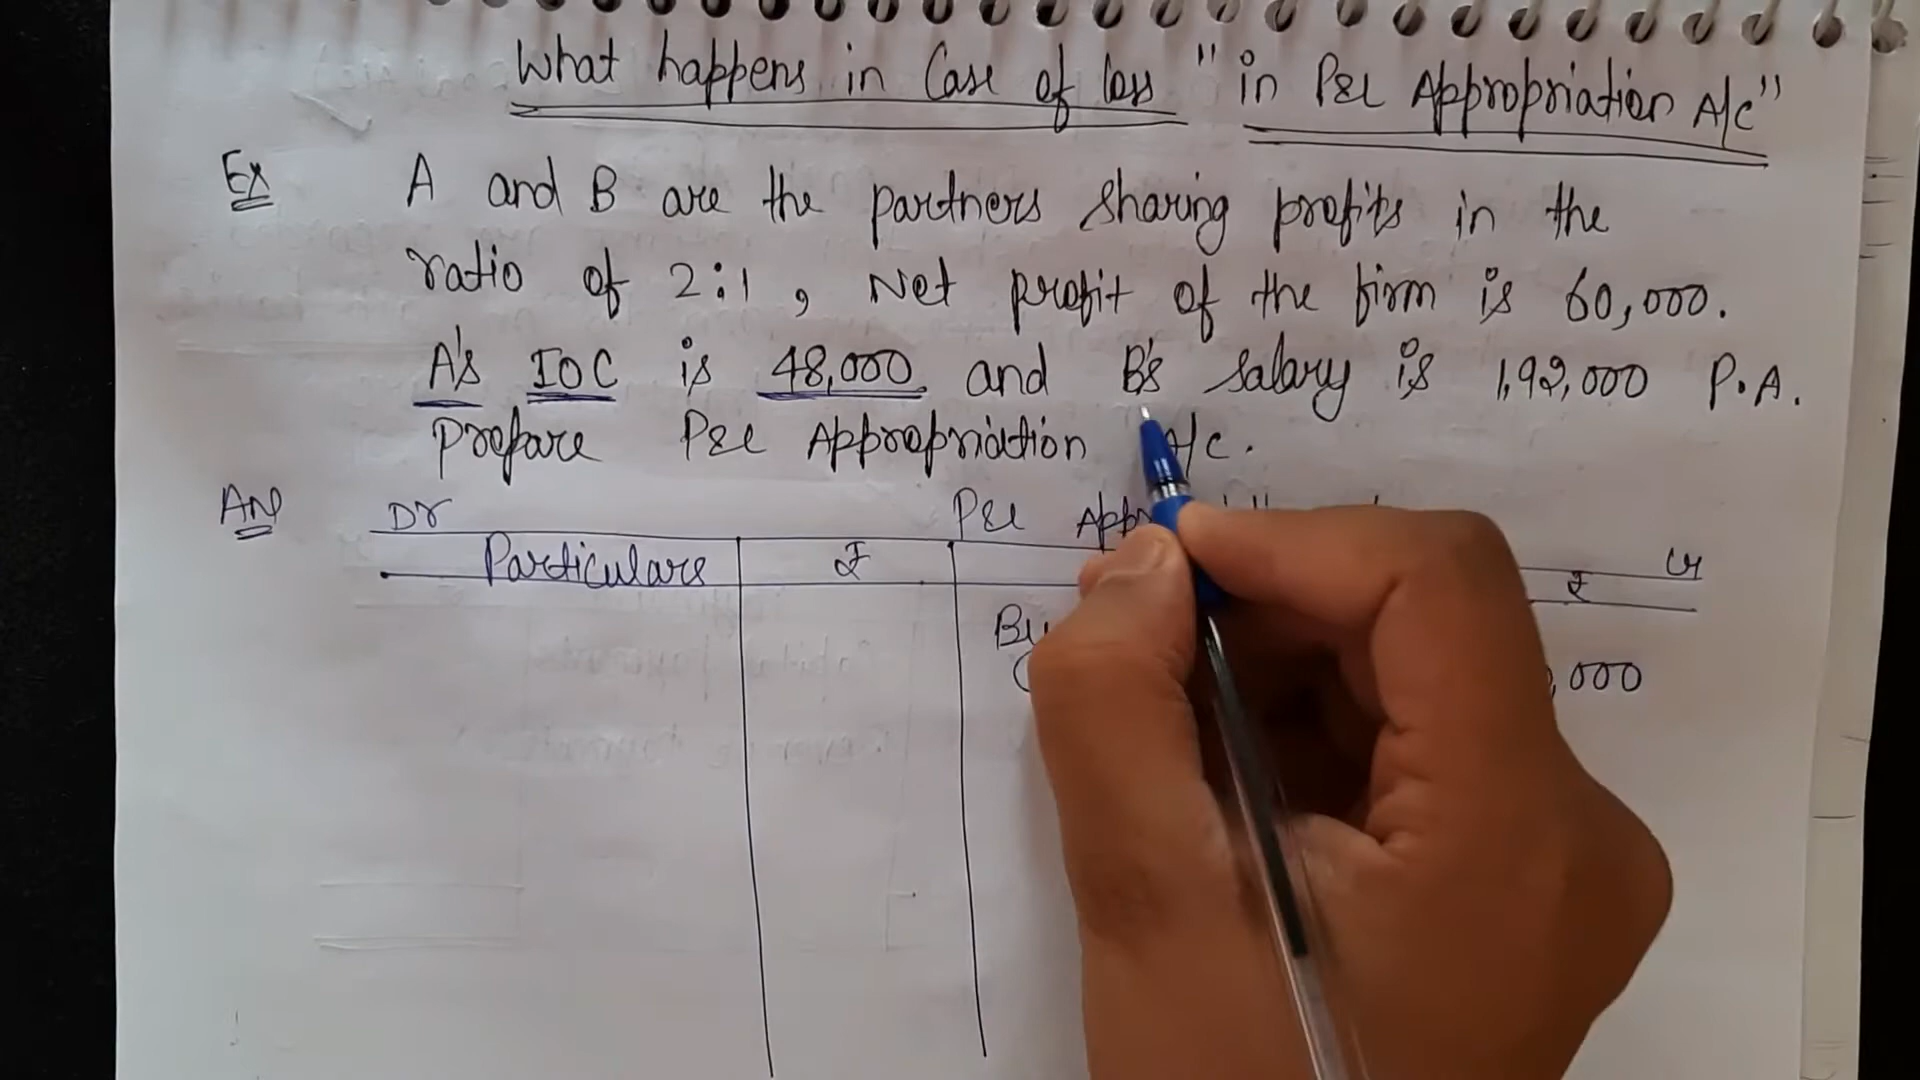 What happens in Case of loss "in P&L Appropriation A/c"
Ex A and B are the partners sharing profits in the
ratio of 2:1, Net profit of the firm is 60,000.
A's IOC is 48,000 and B's salary is 1,92,000 P.A.
Prepare P&L Appropriation A/c.
Ans Dr P&L Cr
Particulars ₹ ₹
By
,000